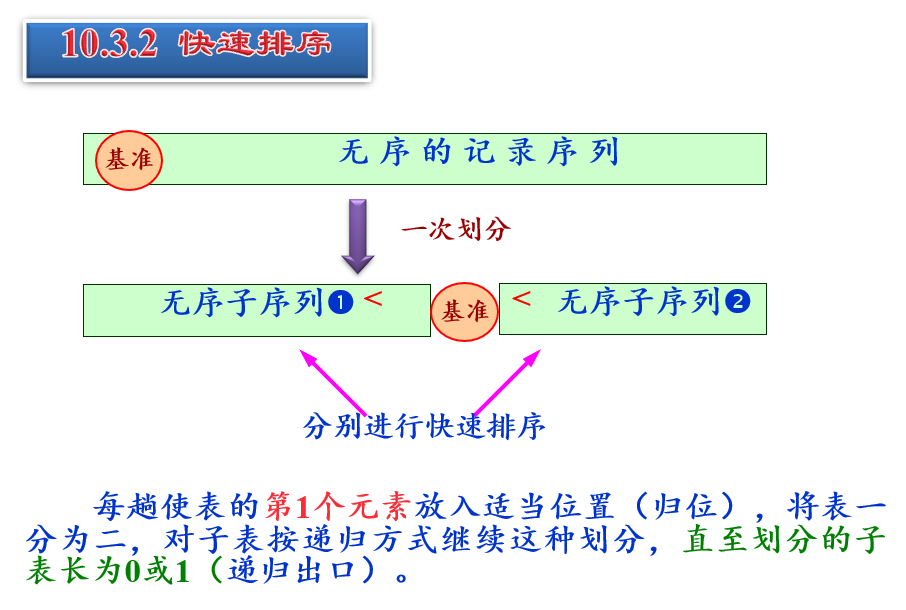 10.3.2 快速排序
基准 无序的记录序列
一次划分
无序子序列❶ < 基准 < 无序子序列❷
分别进行快速排序
每趟使表的第1个元素放入适当位置（归位），将表一
分为二，对子表按递归方式继续这种划分，直至划分的子
表长为0或1（递归出口）。